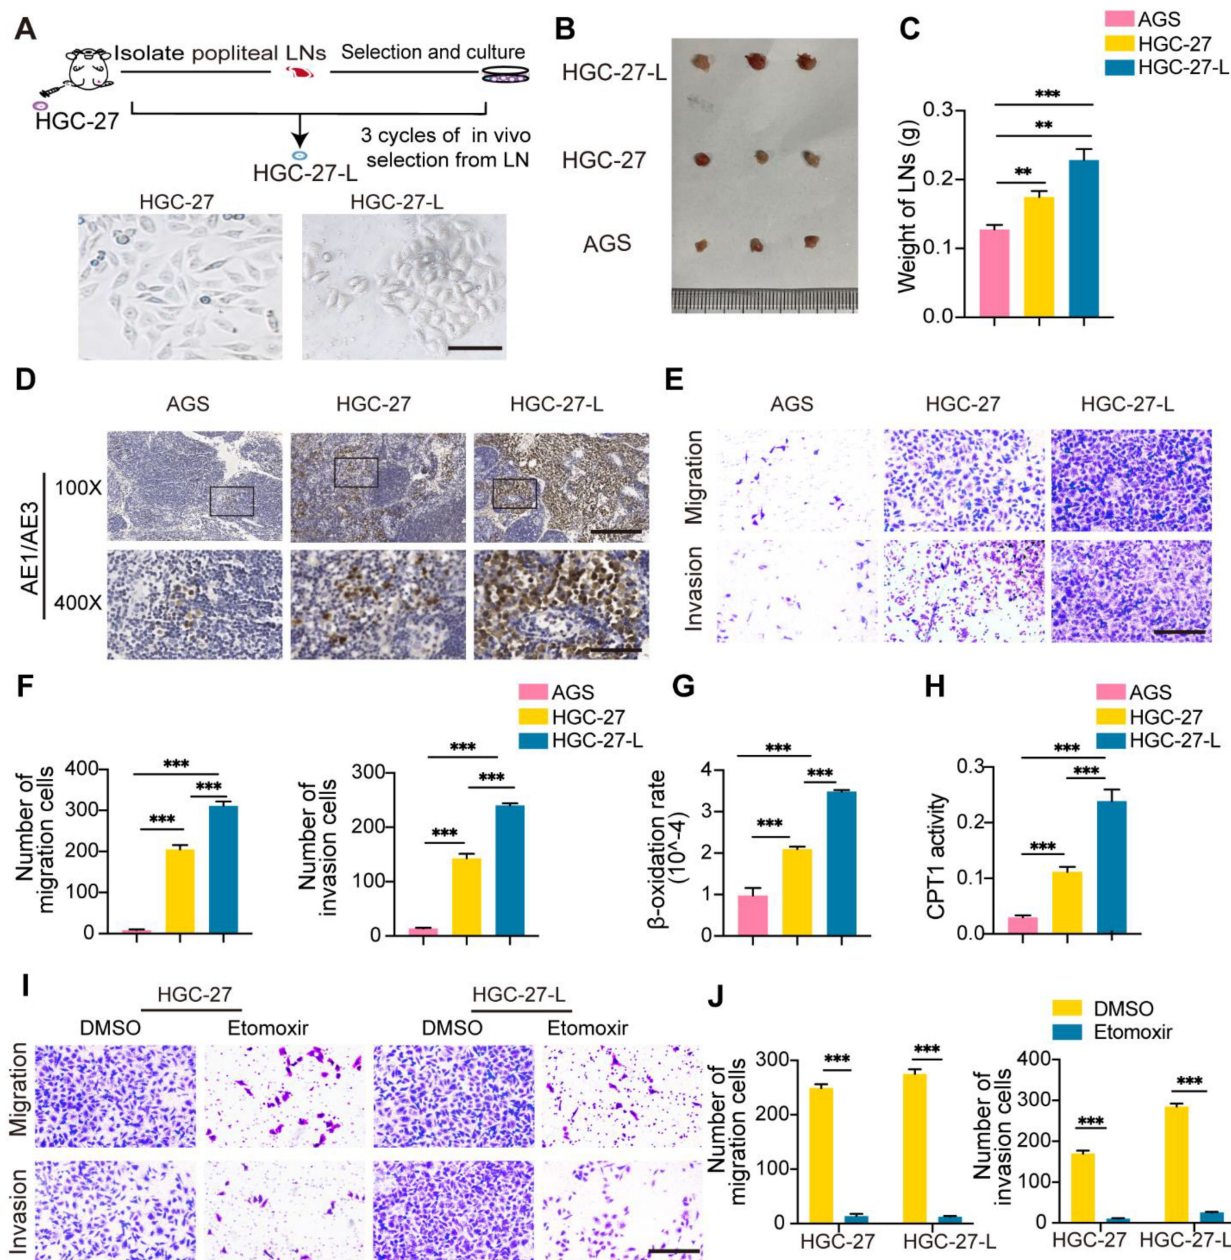 A
Isolate popliteal LNs
Selection and culture
HGC-27
3 cycles of in vivo
selection from LN
HGC-27-L
HGC-27
HGC-27-L
B
HGC-27-L
HGC-27
AGS
C
AGS
HGC-27
HGC-27-L
Weight of LNs (g)
0.3
0.2
0.1
0.0
***
**
**
D
AGS
HGC-27
HGC-27-L
AE1/AE3
100X
400X
E
AGS
HGC-27
HGC-27-L
Migration
Invasion
F
AGS
HGC-27
HGC-27-L
Number of
migration cells
400
300
200
100
0
***
***
***
Number of
invasion cells
300
150
0
***
***
***
G
β-oxidation rate
(10^-4)
4
3
2
1
0
***
***
***
H
AGS
HGC-27
HGC-27-L
CPT1 activity
0.3
0.2
0.1
0.0
***
***
***
I
HGC-27
HGC-27-L
DMSO
Etomoxir
DMSO
Etomoxir
Migration
Invasion
J
DMSO
Etomoxir
Number of
migration cells
300
200
100
0
***
***
HGC-27
HGC-27-L
Number of
invasion cells
400
300
200
100
0
***
***
HGC-27
HGC-27-L